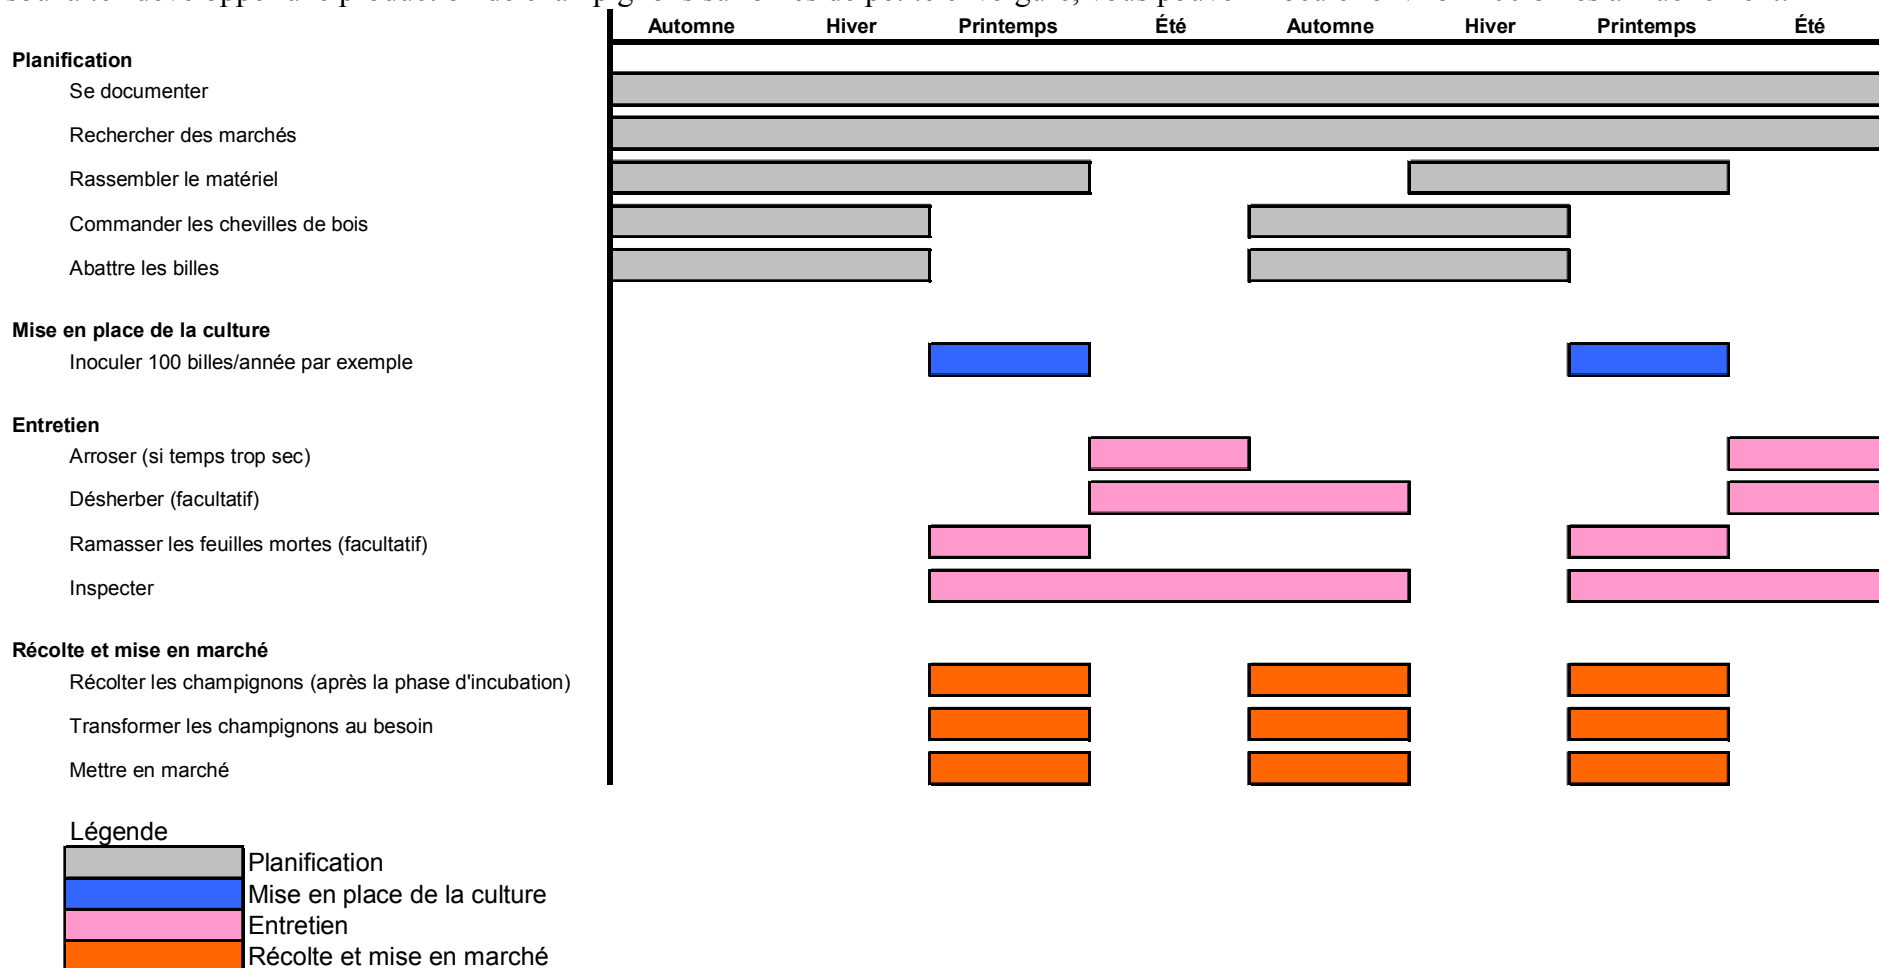 Automne Hiver Printemps Été Automne Hiver Printemps Été
Planification
Se documenter
Rechercher des marchés
Rassembler le matériel
Commander les chevilles de bois
Abattre les billes
Mise en place de la culture
Inoculer 100 billes/année par exemple
Entretien
Arroser (si temps trop sec)
Désherber (facultatif)
Ramasser les feuilles mortes (facultatif)
Inspecter
Récolte et mise en marché
Récolter les champignons (après la phase d'incubation)
Transformer les champignons au besoin
Mettre en marché
Légende
Planification
Mise en place de la culture
Entretien
Récolte et mise en marché